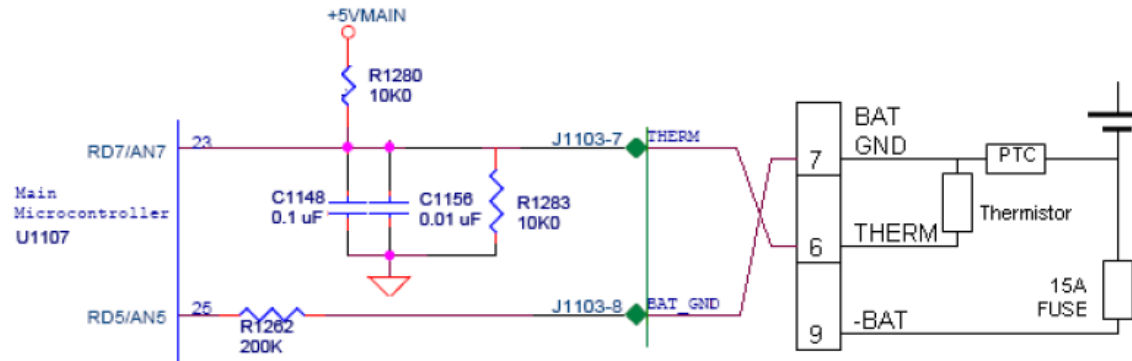 +5VMAIN
R1280
10K0
RD7/AN7
23
J1103-7
THERM
Main
Microcontroller
U1107
C1148
0.1 uF
C1156
0.01 uF
R1283
10K0
RD5/AN5
25
R1262
200K
J1103-8
BAT_GND
7
6
9
BAT
GND
PTC
Thermistor
THERM
15A
FUSE
-BAT